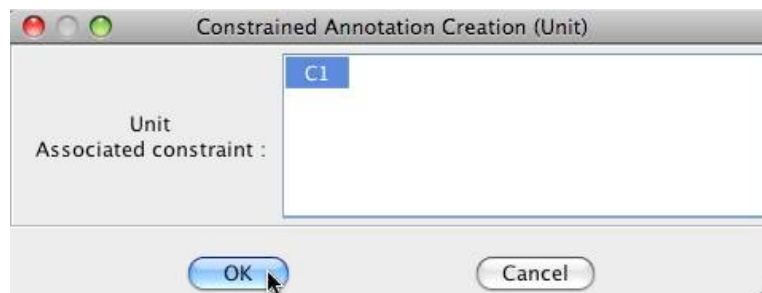 Constrained Annotation Creation (Unit)
C1
Unit
Associated constraint :
OK
Cancel